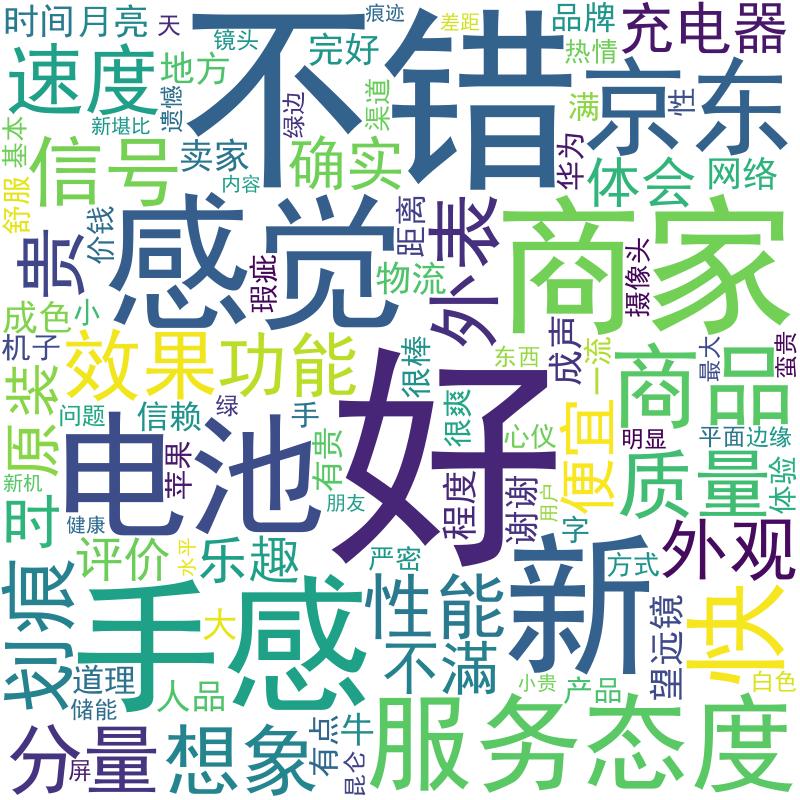 时间
月亮
天
痕迹
差距
品牌
充电器
镜头
完好
热情
不错
速度
地方
遗憾
绿边
渠道
满
性
京东
新堪比
基本
信号
卖家
确实
华为
体会
网络
内容
舒服
价钱
感觉
距离
外表
商家
摄像头
贵
瑕疵
物流
成色
小
机子
效果
功能
很棒
东西
成声
一流
商品
最大
蛮贵
原装
问题
信赖
绿
手
好
很爽
心仪
便宜
明显
平面边缘
电池
苹果
有贵
程度
谢谢
用户
质量
体验
新机
时
健康
朋友
字
评价
水平
乐趣
严密
新
方式
外观
划痕
手感
大
性能
不滿
望远镜
快
道理
人品
小贵
产品
白色
储能
分量
屏
想象
有点
牛
昆仑
服务态度